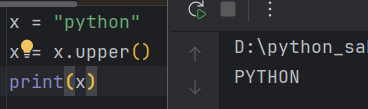 x = "python"
x = x.upper()
print(x)
D:\python_sa
PYTHON